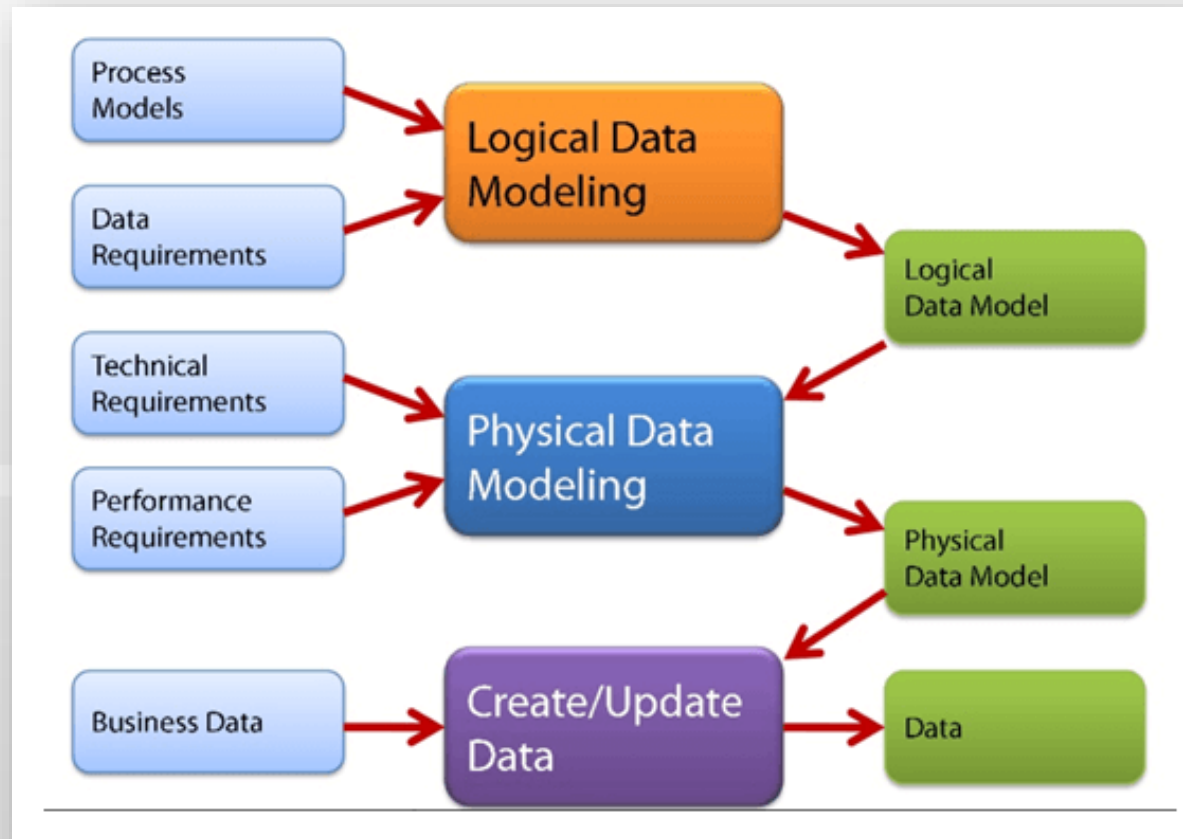 Process
Models
Logical Data
Modeling
Data
Requirements
Logical
Data Model
Technical
Requirements
Physical Data
Modeling
Performance
Requirements
Physical
Data Model
Business Data
Create/Update
Data
Data